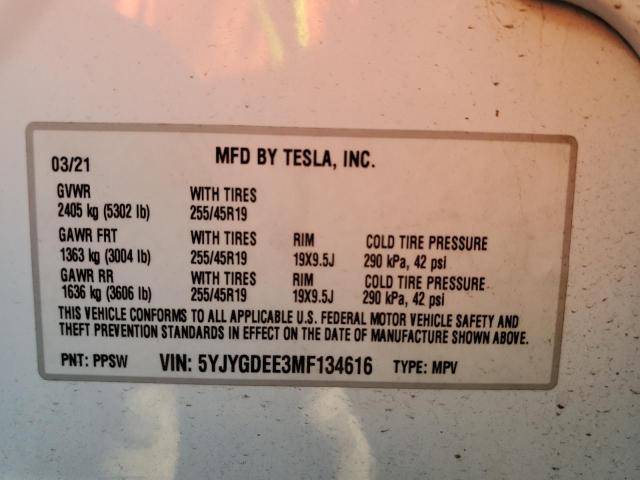 03/21 MFD BY TESLA, INC.
GVWR WITH TIRES
2405 kg (5302 lb) 255/45R19
GAWR FRT WITH TIRES RIM COLD TIRE PRESSURE
1363 kg (3004 lb) 255/45R19 19X9.5J 290 kPa, 42 psi
GAWR RR WITH TIRES RIM COLD TIRE PRESSURE
1636 kg (3606 lb) 255/45R19 19X9.5J 290 kPa, 42 psi
THIS VEHICLE CONFORMS TO ALL APPLICABLE U.S. FEDERAL MOTOR VEHICLE SAFETY AND
THEFT PREVENTION STANDARDS IN EFFECT ON THE DATE OF MANUFACTURE SHOWN ABOVE.
PNT: PPSW VIN: 5YJYGDEE3MF134616 TYPE: MPV